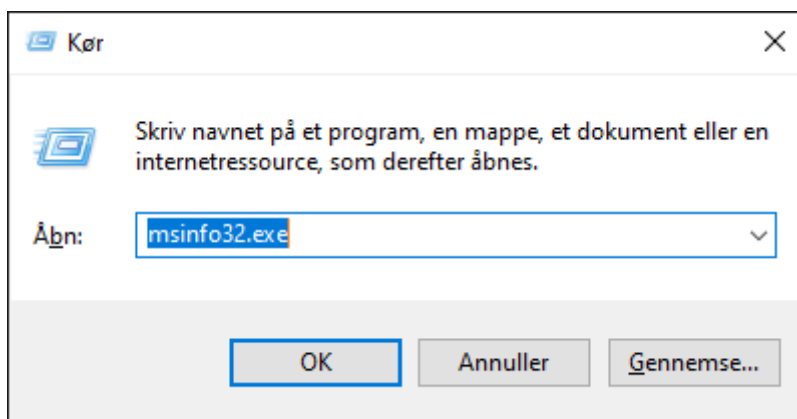 Kør
Skriv navnet på et program, en mappe, et dokument eller en
internetressource, som derefter åbnes.
Åbn:
msinfo32.exe
OK
Annuller
Gennemse...